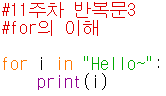 #11주차 반복문3
#for의 이해
for i in "Hello~":
    print(i)